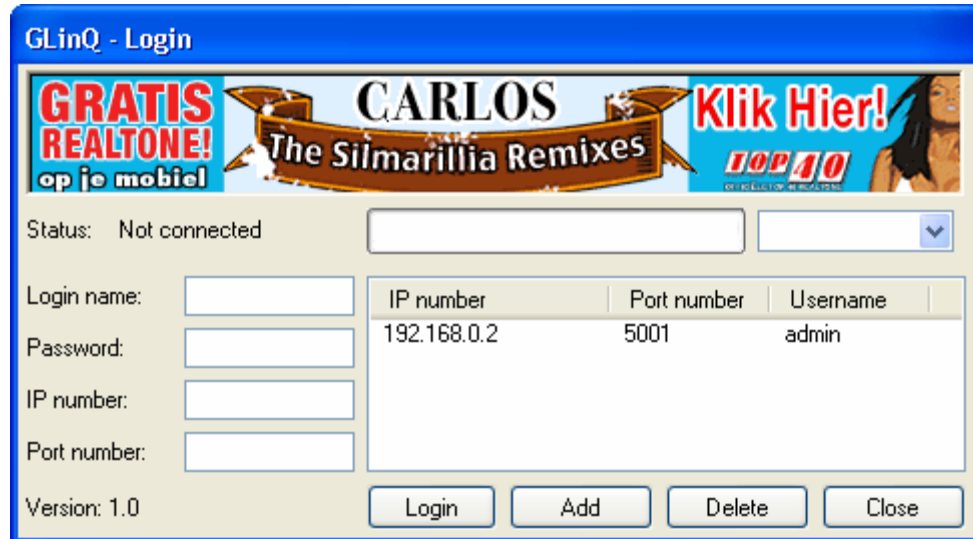 GLinQ - Login
GRATIS
REALTONE!
op je mobiel
CARLOS
The Silmarillia Remixes
Klik Hier!
TOP 40
Status: Not connected
Login name:
Password:
IP number:
Port number:
IP number Port number Username
192.168.0.2 5001 admin
Version: 1.0
Login Add Delete Close